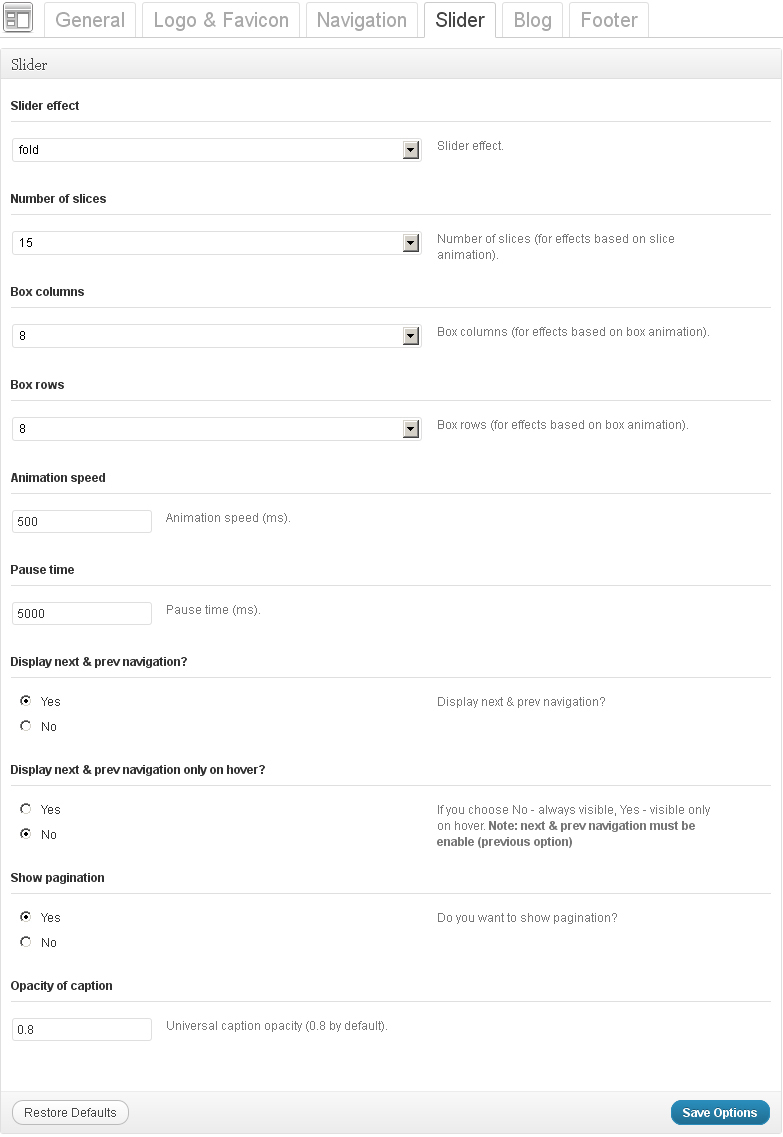 General Logo & Favicon Navigation Slider Blog Footer
Slider
Slider effect
fold Slider effect.
Number of slices
15 Number of slices (for effects based on slice
animation).
Box columns
8 Box columns (for effects based on box animation).
Box rows
8 Box rows (for effects based on box animation).
Animation speed
500 Animation speed (ms).
Pause time
5000 Pause time (ms).
Display next & prev navigation?
Yes Display next & prev navigation?
No
Display next & prev navigation only on hover?
Yes If you choose No - always visible, Yes - visible only
on hover. Note: next & prev navigation must be
No
enable (previous option)
Show pagination
Yes Do you want to show pagination?
No
Opacity of caption
0.8 Universal caption opacity (0.8 by default).
Restore Defaults Save Options